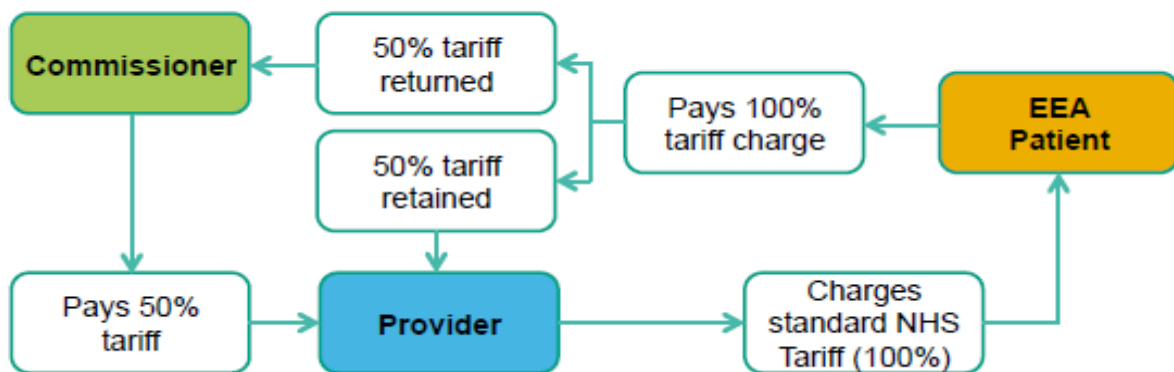 Commissioner
50% tariff
returned
Pays 100%
tariff charge
EEA
Patient
50% tariff
retained
Pays 50%
tariff
Provider
Charges
standard NHS
Tariff (100%)